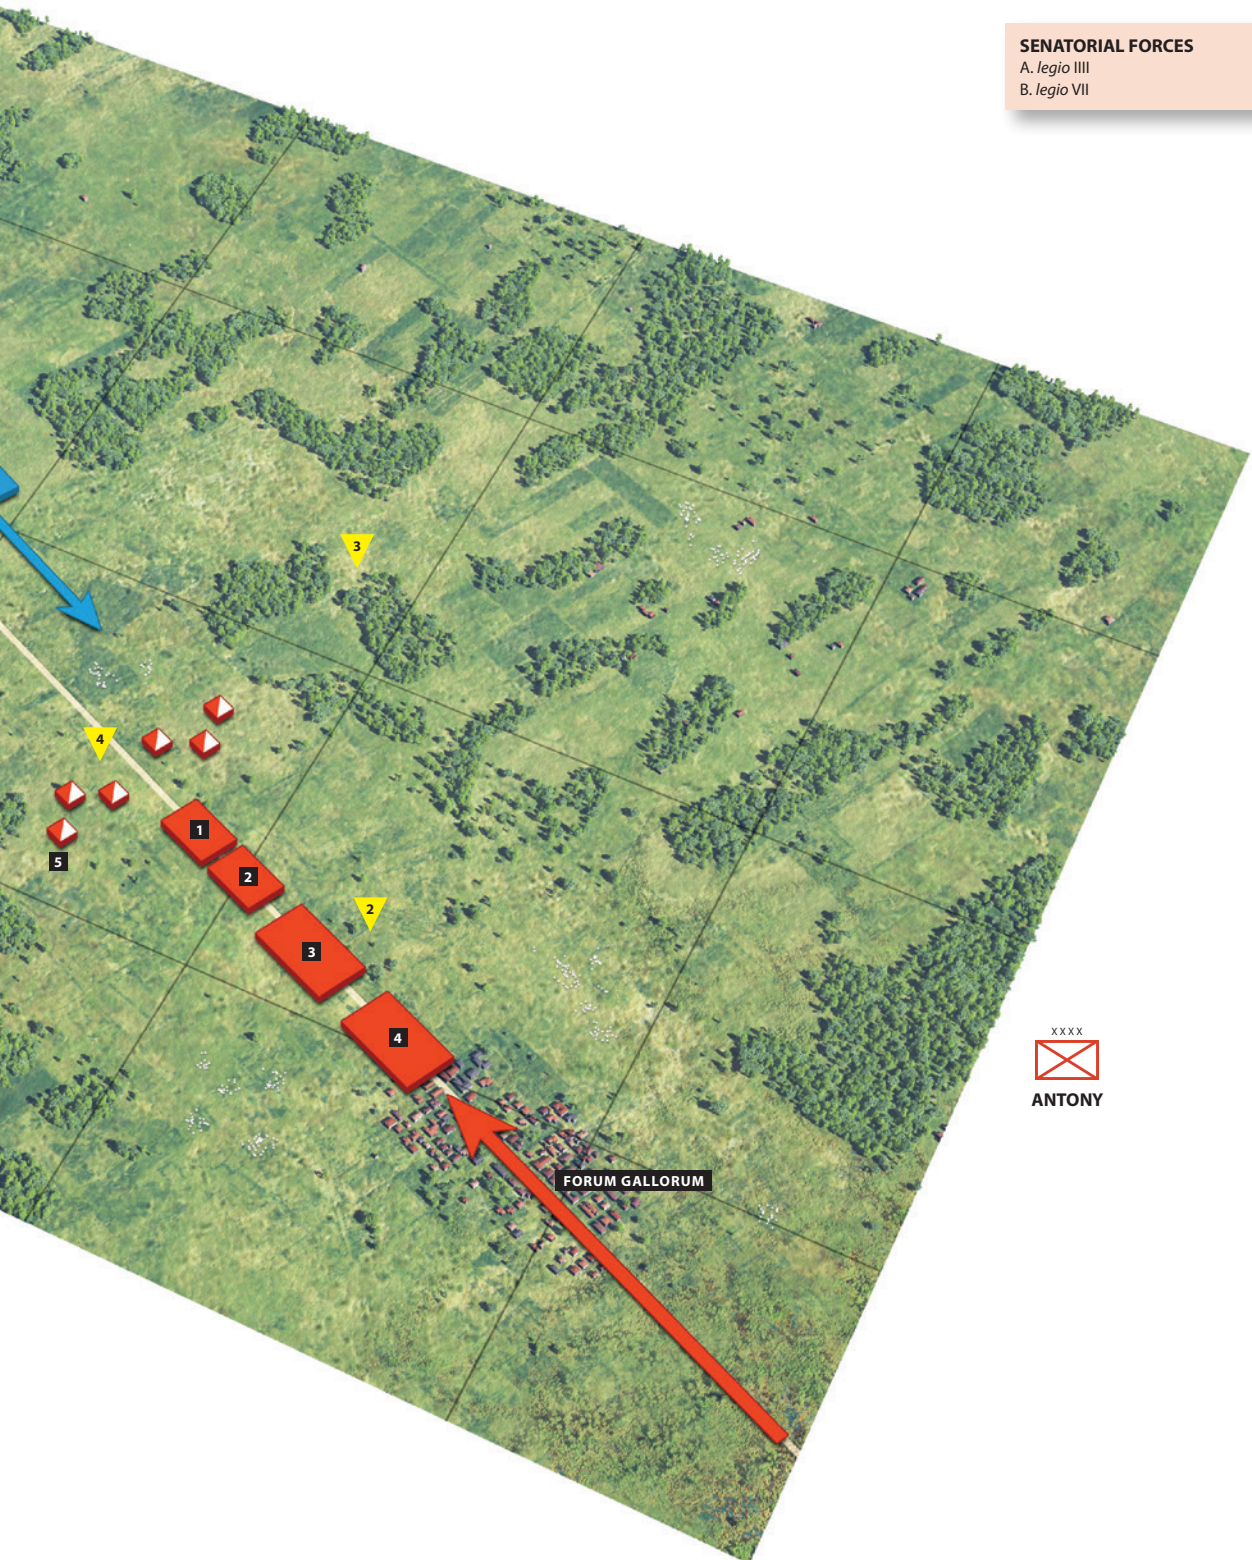 SENATORIAL FORCES
A. legio IIII
B. legio VII
3
4
1
5
2
2
3
4
xxxx
ANTONY
FORUM GALLORUM